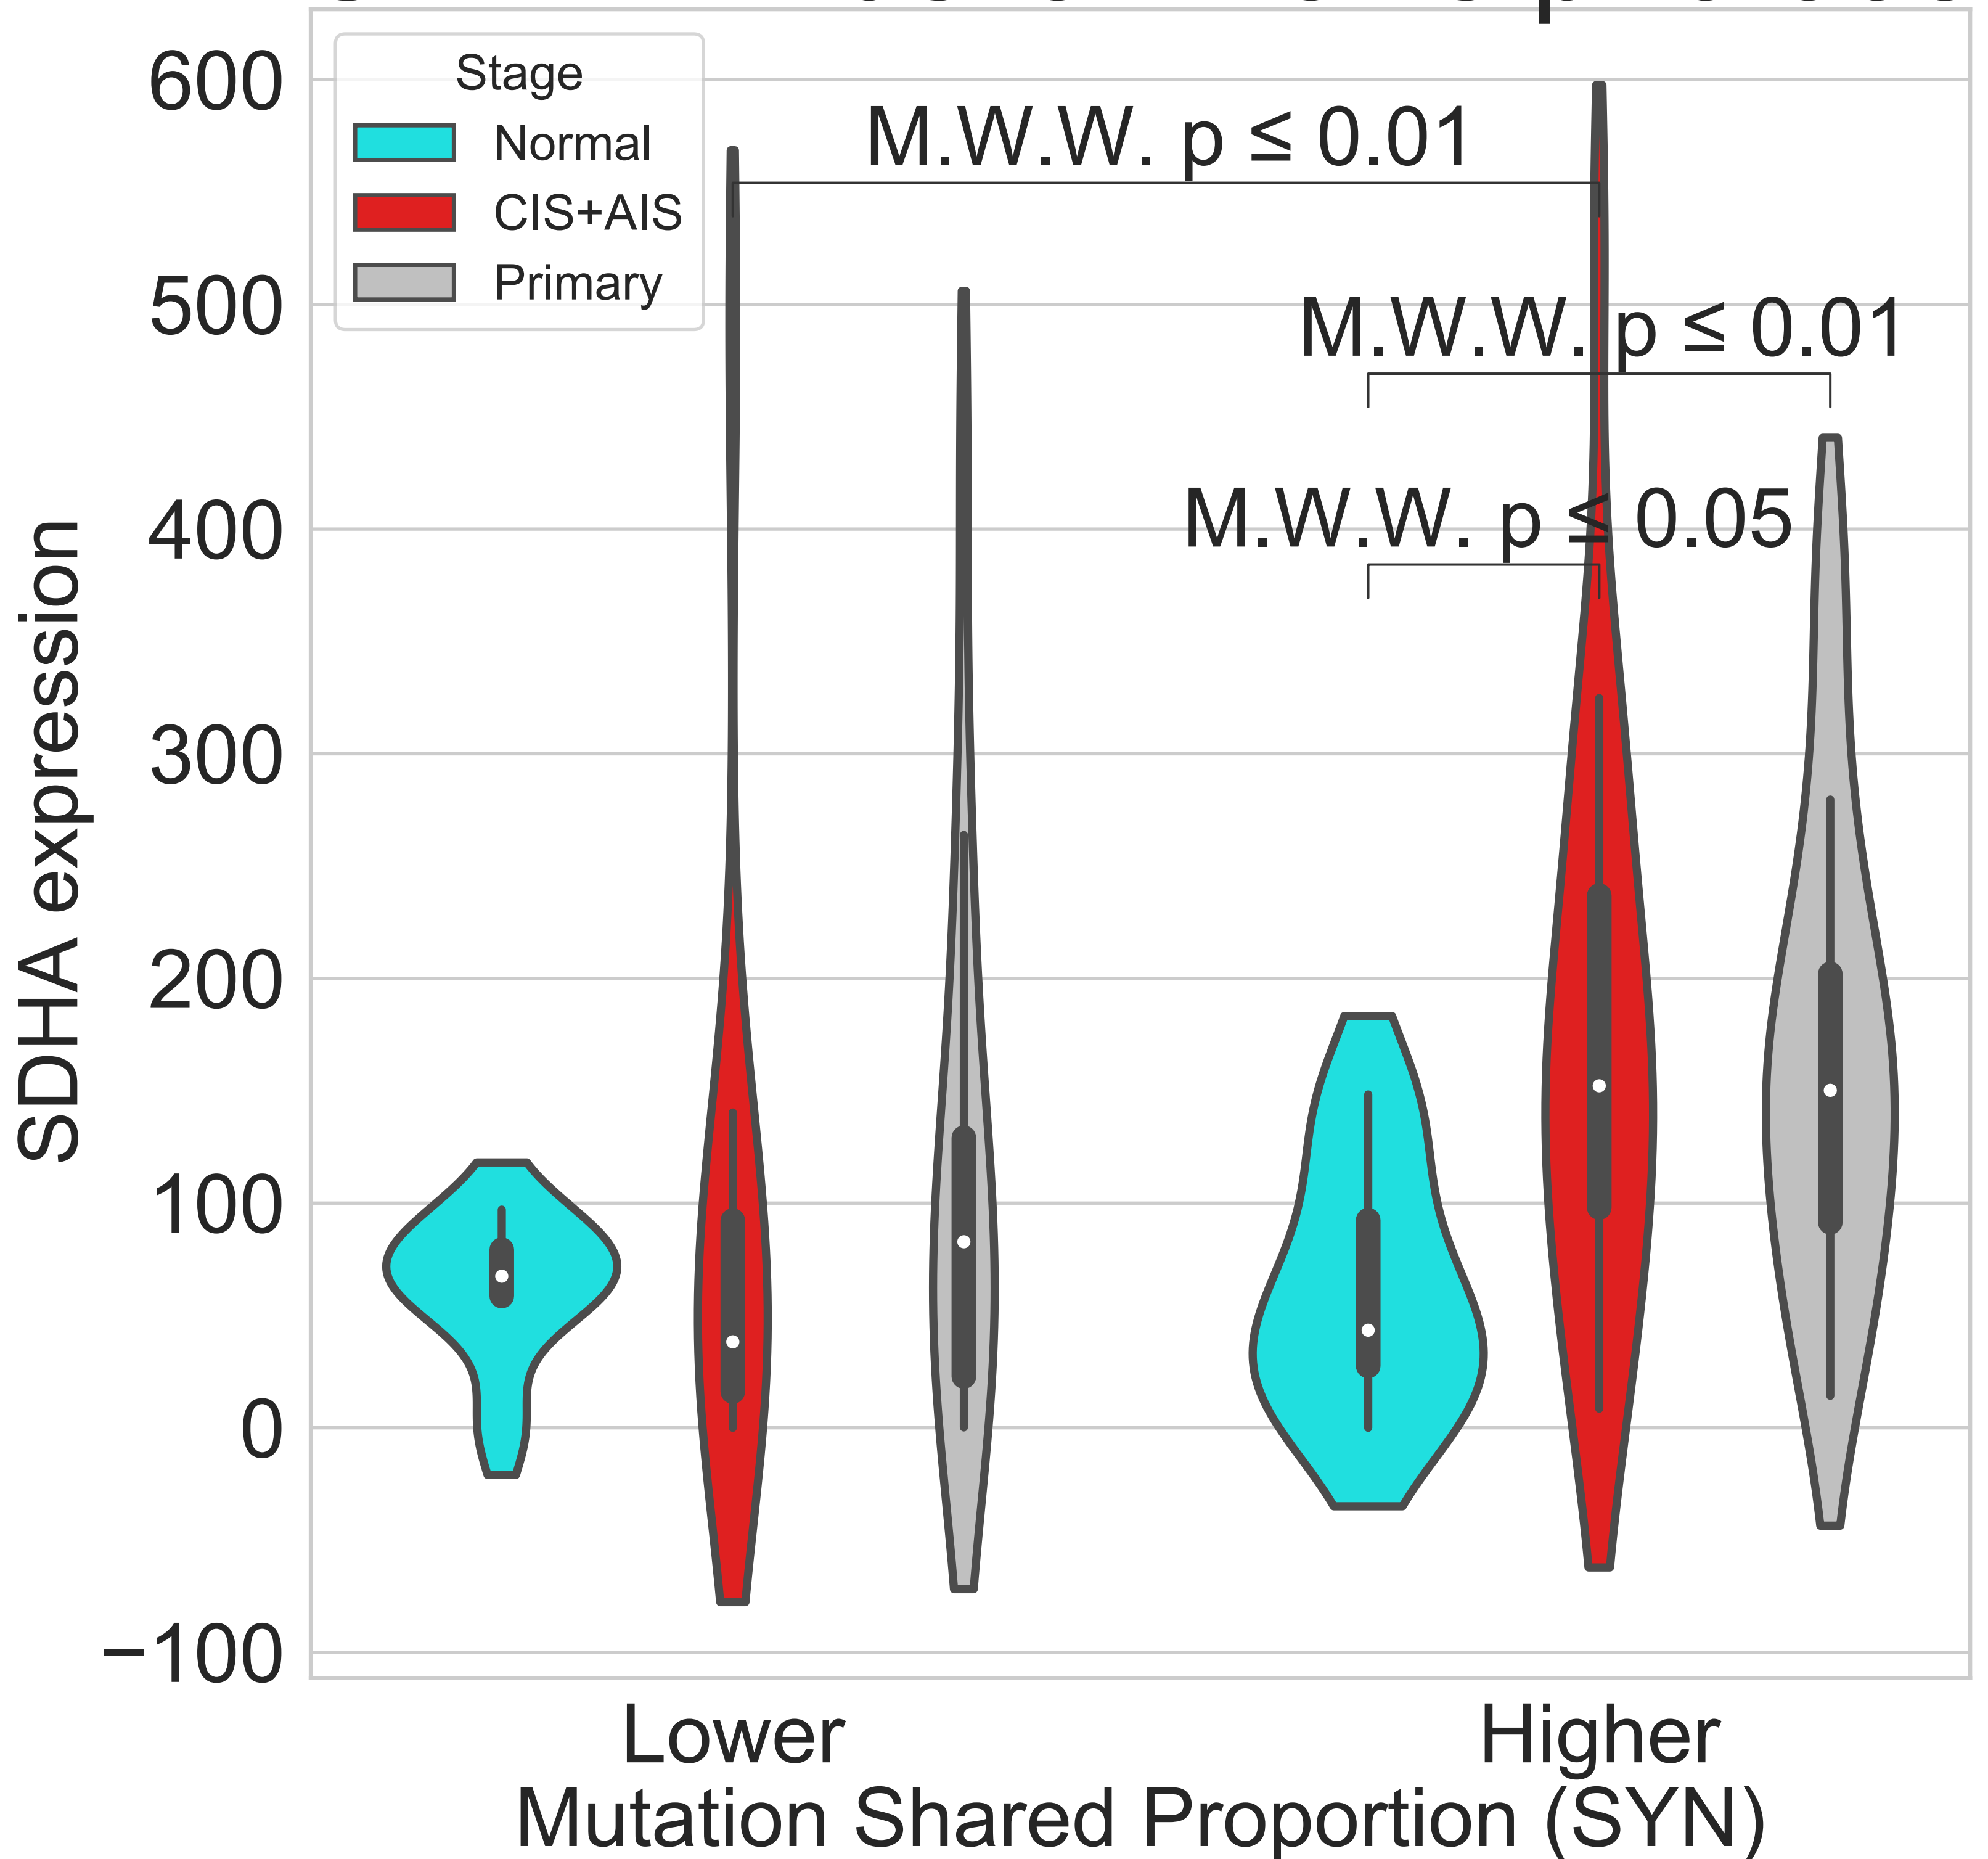 600
500
400
300
200
100
0
−100
SDHA expression
Stage
Normal
CIS+AIS
Primary
M.W.W. p ≤ 0.01
M.W.W. p ≤ 0.01
M.W.W. p ≤ 0.05
Lower
Higher
Mutation Shared Proportion (SYN)